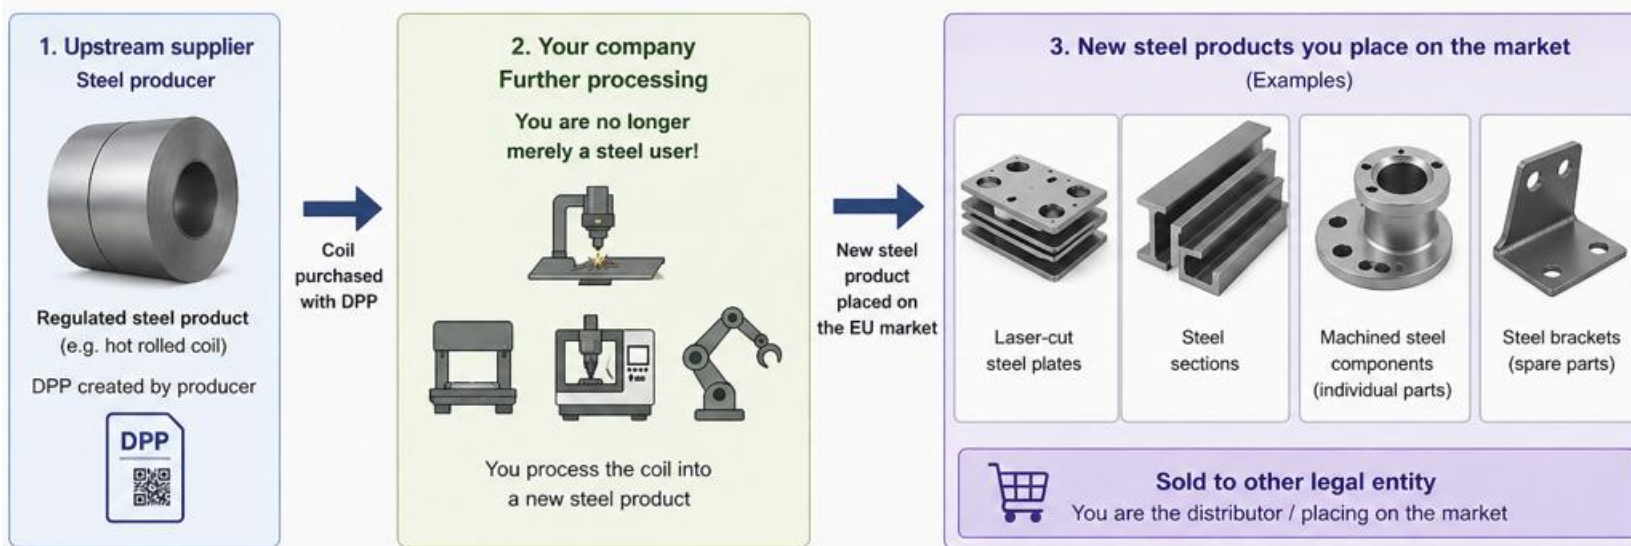 1. Upstream supplier
Steel producer
Regulated steel product
(e.g. hot rolled coil)
DPP created by producer
DPP
Coil
purchased
with DPP
2. Your company
Further processing
You are no longer
merely a steel user!
You process the coil into
a new steel product
New steel
product
placed on
the EU market
3. New steel products you place on the market
(Examples)
Laser-cut
steel plates
Steel
sections
Machined steel
components
(individual parts)
Steel brackets
(spare parts)
Sold to other legal entity
You are the distributor / placing on the market